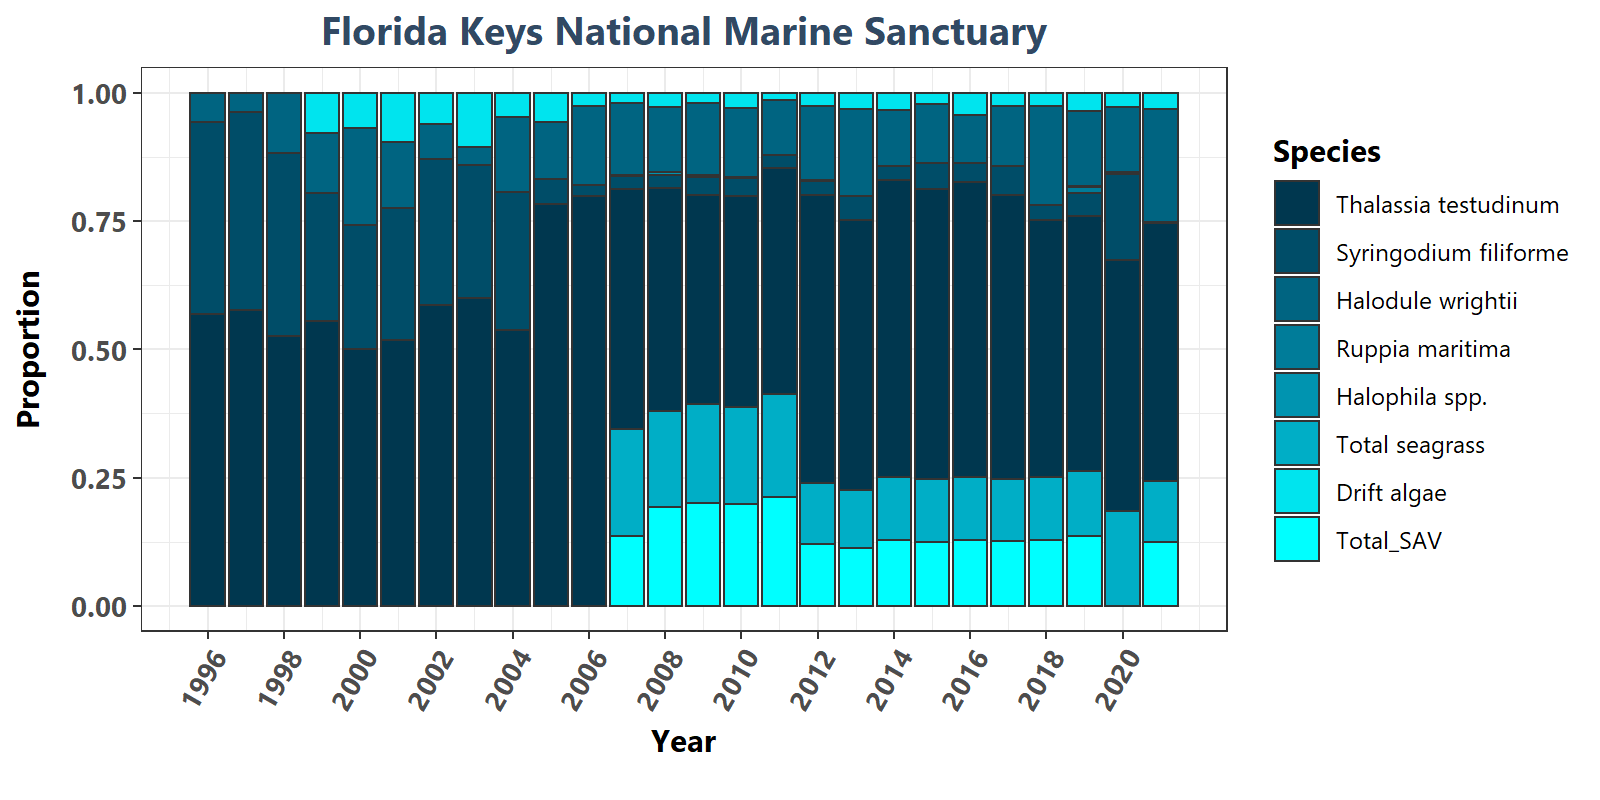 Florida Keys National Marine Sanctuary
Proportion
1.00
0.75
0.50
0.25
0.00
1996
1998
2000
2002
2004
2006
2008
2010
2012
2014
2016
2018
2020
Year
Species
Thalassia testudinum
Syringodium filiforme
Halodule wrightii
Ruppia maritima
Halophila spp.
Total seagrass
Drift algae
Total_SAV